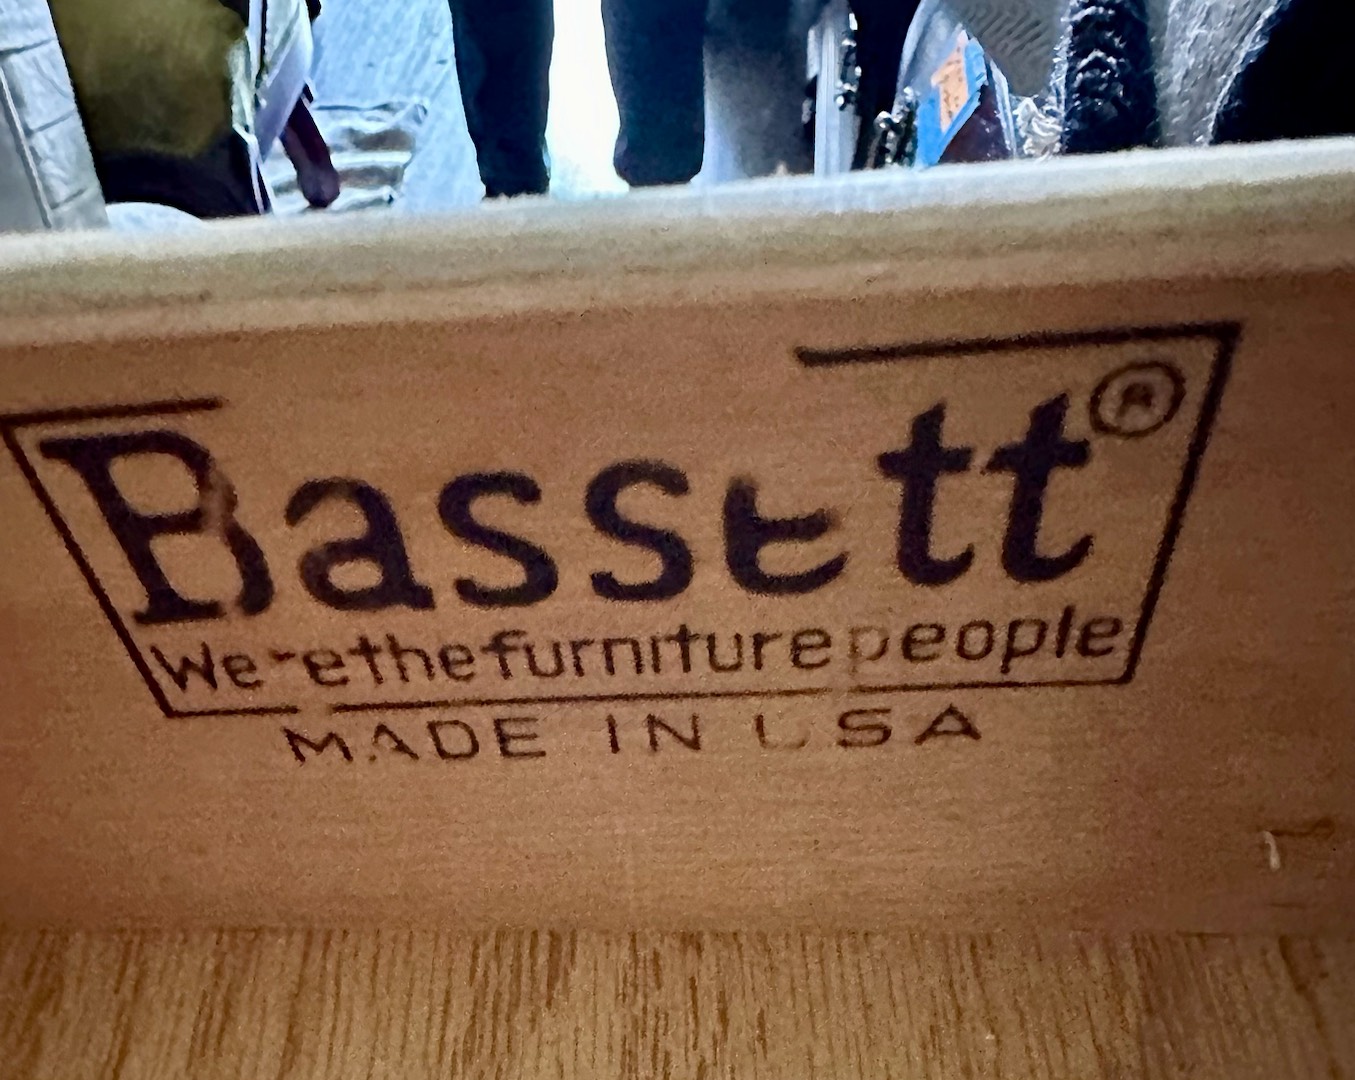 Bassett®
We're the furniture people
MADE IN USA